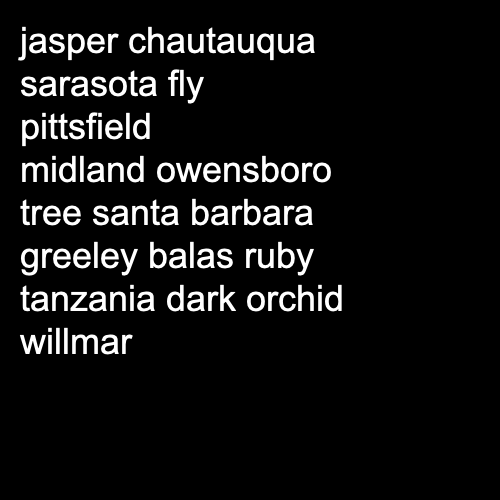 jasper chautauqua
sarasota fly
pittsfield
midland owensboro
tree santa barbara
greeley balas ruby
tanzania dark orchid
willmar